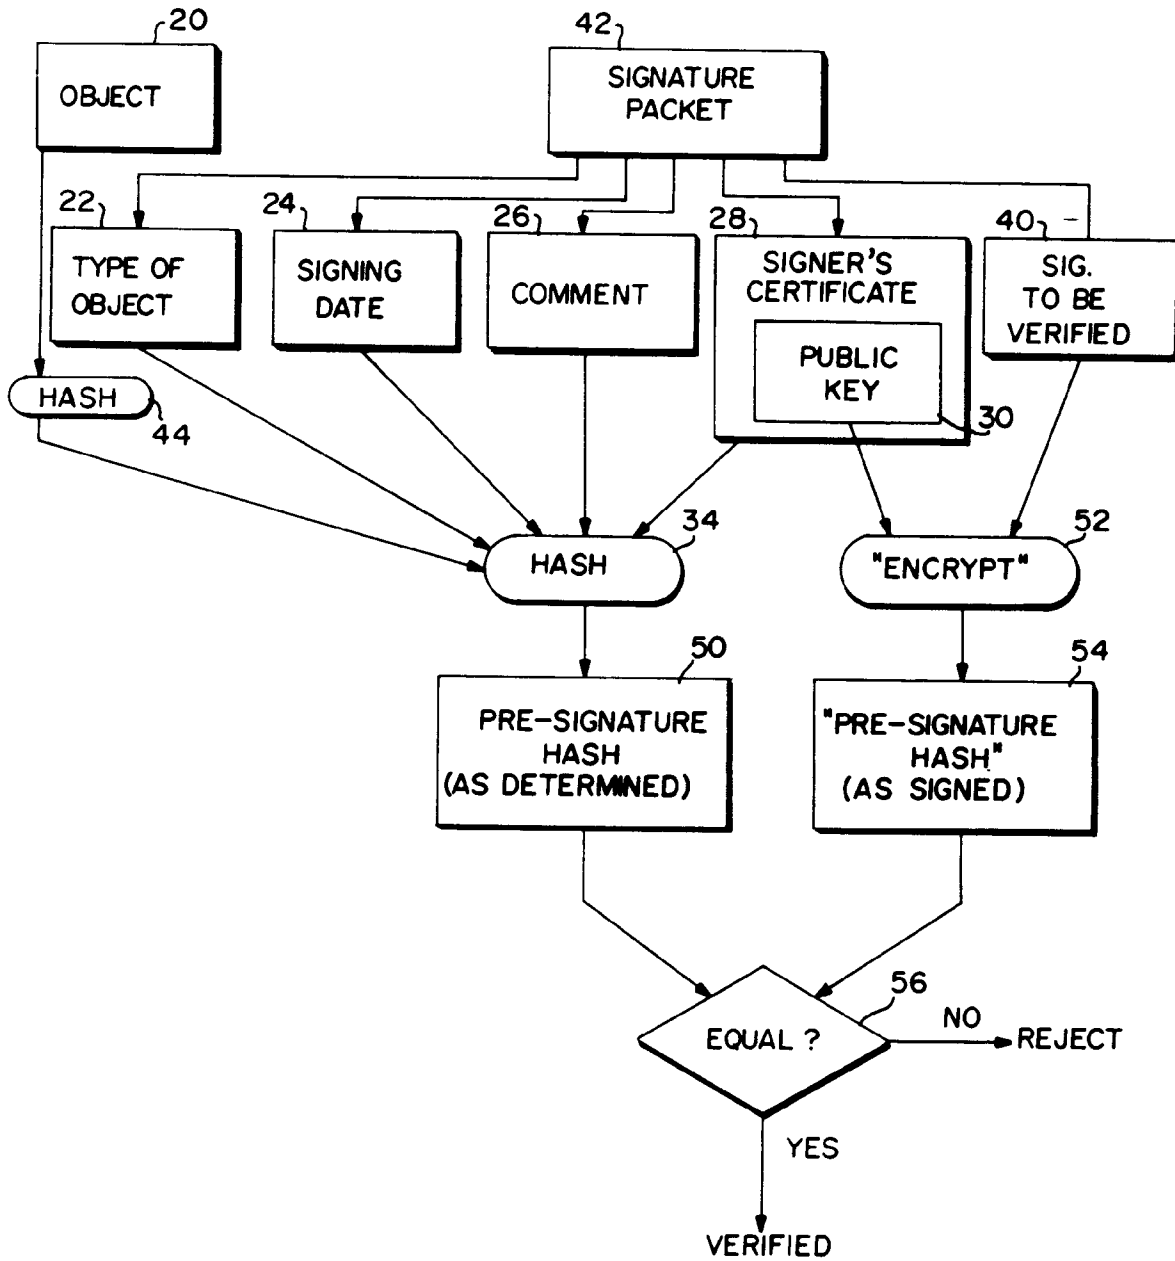 20
42
OBJECT
SIGNATURE
PACKET
22
24
26
28
40
TYPE OF
OBJECT
SIGNING
DATE
COMMENT
SIGNER'S
CERTIFICATE
PUBLIC
KEY
30
SIG.
TO BE
VERIFIED
HASH
44
HASH
34
"ENCRYPT"
52
50
54
PRE-SIGNATURE
HASH
(AS DETERMINED)
"PRE-SIGNATURE
HASH"
(AS SIGNED)
EQUAL ?
56
NO
REJECT
YES
VERIFIED